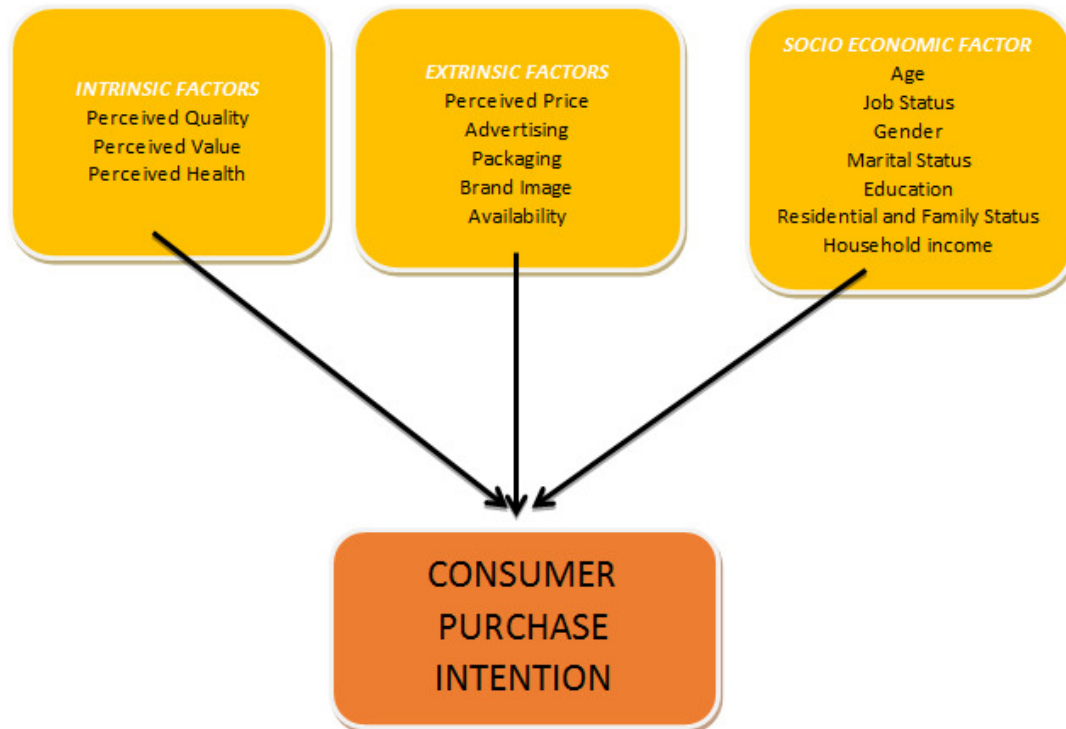 INTRINSIC FACTORS
Perceived Quality
Perceived Value
Perceived Health
EXTRINSIC FACTORS
Perceived Price
Advertising
Packaging
Brand Image
Availability
SOCIO ECONOMIC FACTOR
Age
Job Status
Gender
Marital Status
Education
Residential and Family Status
Household income
CONSUMER
PURCHASE
INTENTION